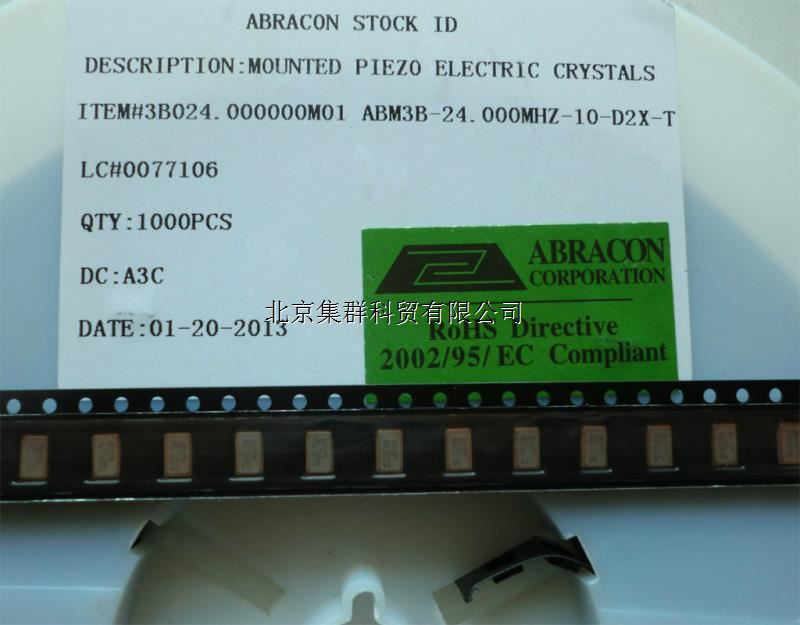 ABRACON STOCK ID
DESCRIPTION:MOUNTED PIEZO ELECTRIC CRYSTALS
ITEM#3B024.000000M01 ABM3B-24.000MHZ-10-D2X-T
LC#0077106
QTY:1000PCS
DC:A3C
DATE:01-20-2013
ABRACON
CORPORATION
北京集群科贸有限公司
RoHS Directive
2002/95/EC Compliant